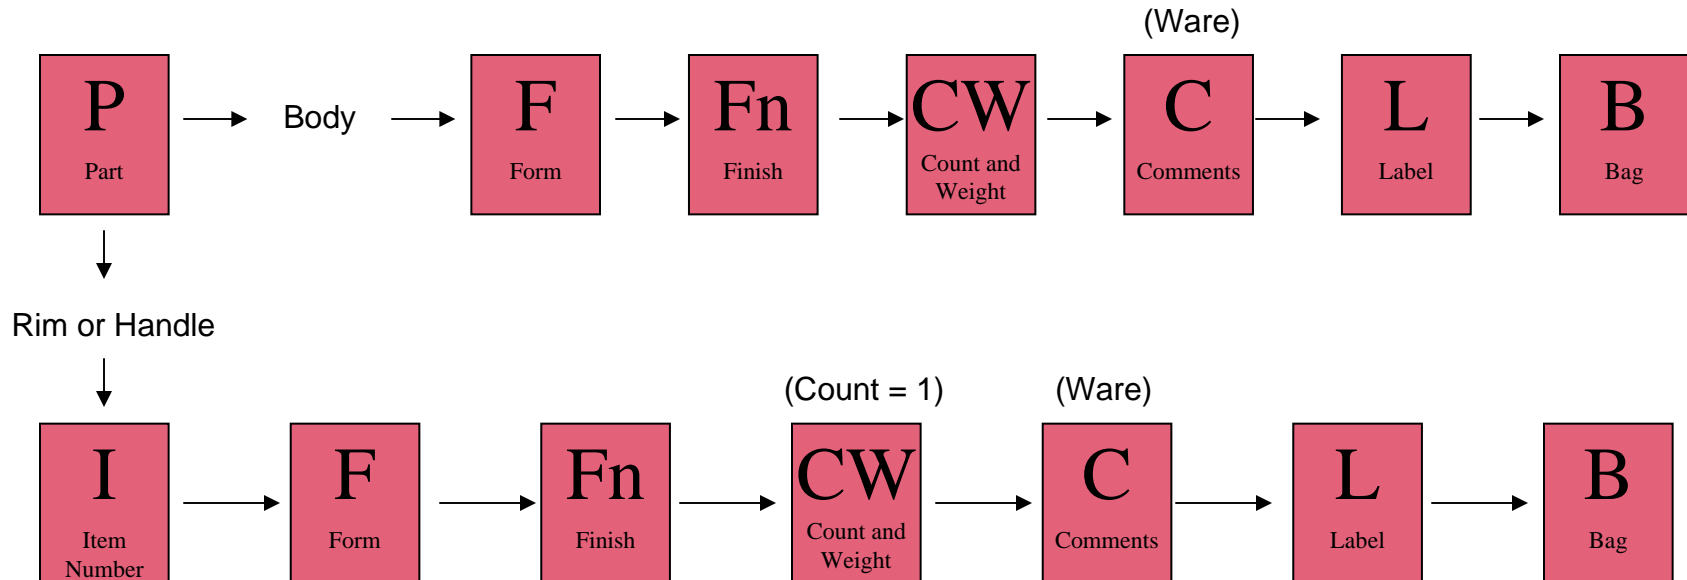 (Ware)
P
Part
Body
F
Form
Fn
Finish
CW
Count and
Weight
C
Comments
L
Label
B
Bag
Rim or Handle
(Count = 1)
(Ware)
I
Item
Number
F
Form
Fn
Finish
CW
Count and
Weight
C
Comments
L
Label
B
Bag